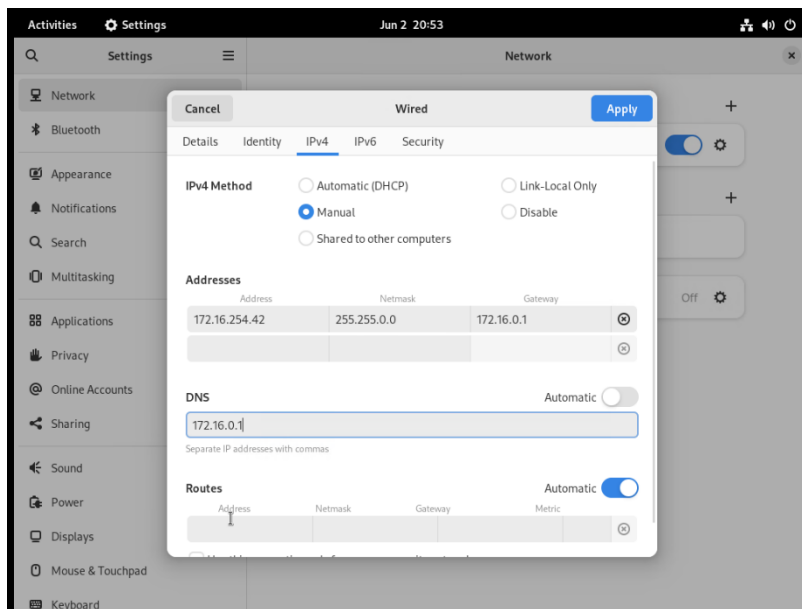 Activities Settings Jun 2 20:53
Settings Network
Network
Bluetooth
Appearance
Notifications
Search
Multitasking
Applications
Privacy
Online Accounts
Sharing
Sound
Power
Displays
Mouse & Touchpad
Keyboard
Off
Cancel Wired Apply
Details Identity IPv4 IPv6 Security
IPv4 Method Automatic (DHCP) Link-Local Only
Manual Disable
Shared to other computers
Addresses
Address Netmask Gateway
172.16.254.42 255.255.0.0 172.16.0.1
DNS Automatic
172.16.0.1
Separate IP addresses with commas
Routes Automatic
Address Netmask Gateway Metric